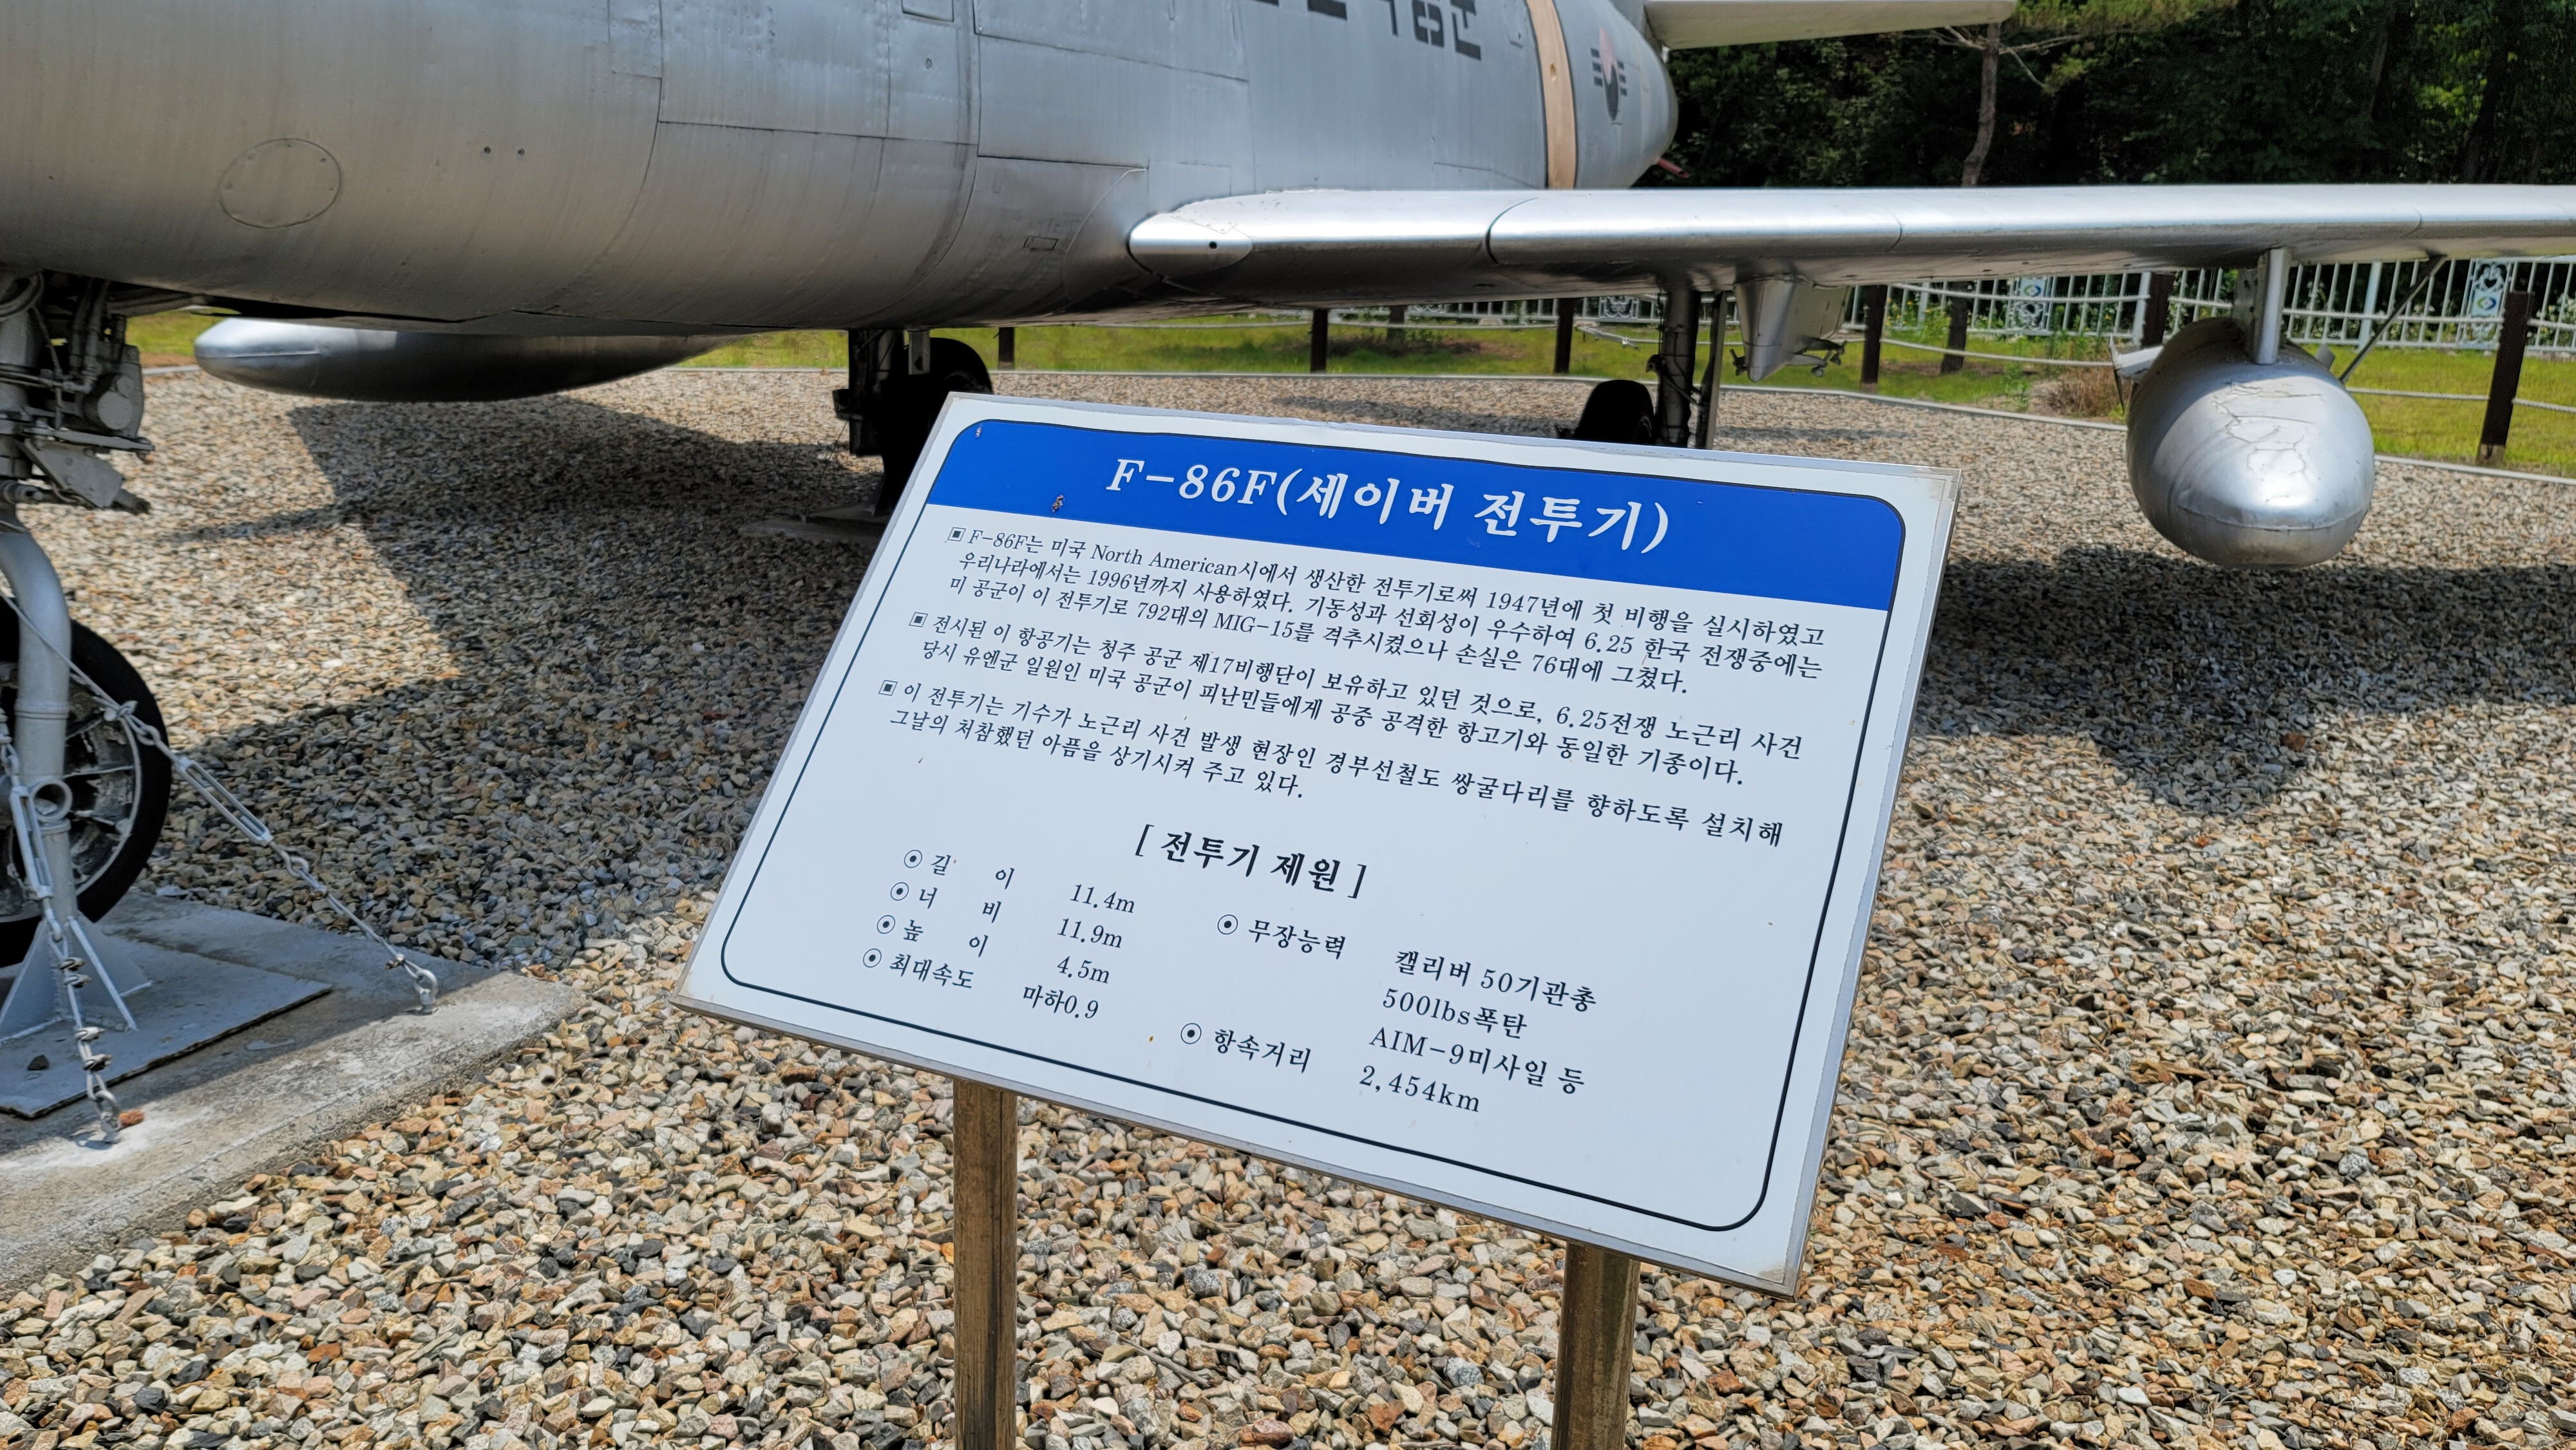 F-86F(세이버 전투기)
▣ F-86F는 미국 North American시에서 생산한 전투기로써 1947년에 첫 비행을 실시하였고
우리나라에서는 1996년까지 사용하였다. 기동성과 선회성이 우수하여 6.25 한국 전쟁중에는
미 공군이 이 전투기로 792대의 MIG-15를 격추시켰으나 손실은 76대에 그쳤다.
▣ 전시된 이 항공기는 청주 공군 제17비행단이 보유하고 있던 것으로, 6.25전쟁 노근리 사건
당시 유엔군 일원인 미국 공군이 피난민들에게 공중 공격한 항고기와 동일한 기종이다.
▣ 이 전투기는 기수가 노근리 사건 발생 현장인 경부선철도 쌍굴다리를 향하도록 설치해
그날의 처참했던 아픔을 상기시켜 주고 있다.
[ 전투기 제원 ]
⊙ 길 이 11.4m
⊙ 너 비 11.9m
⊙ 높 이 4.5m
⊙ 최대속도 마하0.9
⊙ 무장능력 캘리버 50기관총
500lbs폭탄
AIM-9미사일 등
⊙ 항속거리 2,454km